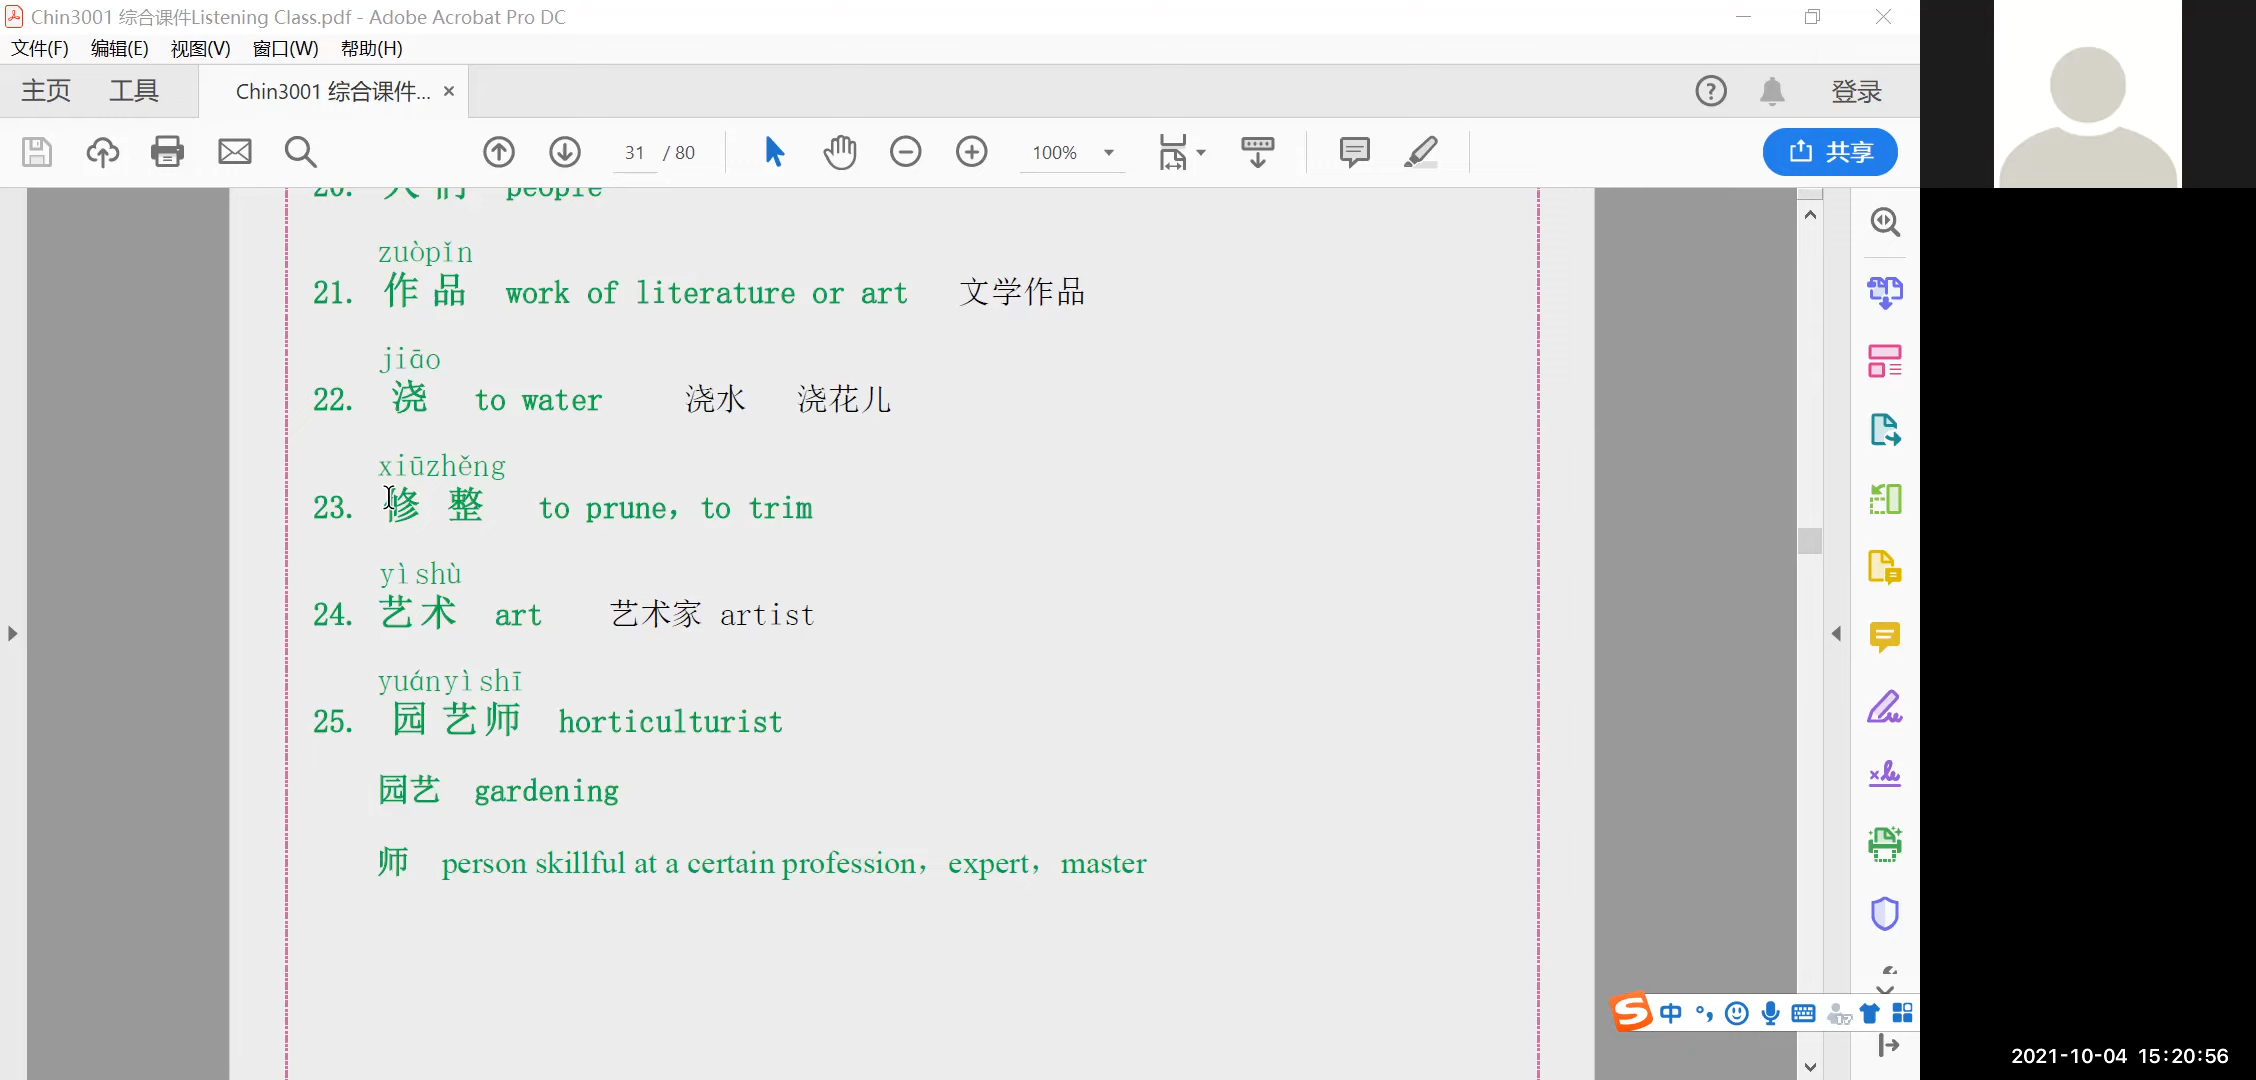 Chin3001 综合课件Listening Class.pdf - Adobe Acrobat Pro DC
文件(F) 编辑(E) 视图(V) 窗口(W) 帮助(H)
主页 工具 Chin3001 综合课件... × 登录
31 / 80 100% 共享
20. 人们 people
zuòpǐn
21. 作品 work of literature or art 文学作品
jiāo
22. 浇 to water 浇水 浇花儿
xiūzhěng
23. 修整 to prune, to trim
yìshù
24. 艺术 art 艺术家 artist
yuányìshī
25. 园艺师 horticulturist
园艺 gardening
师 person skillful at a certain profession, expert, master
中
2021-10-04 15:20:56